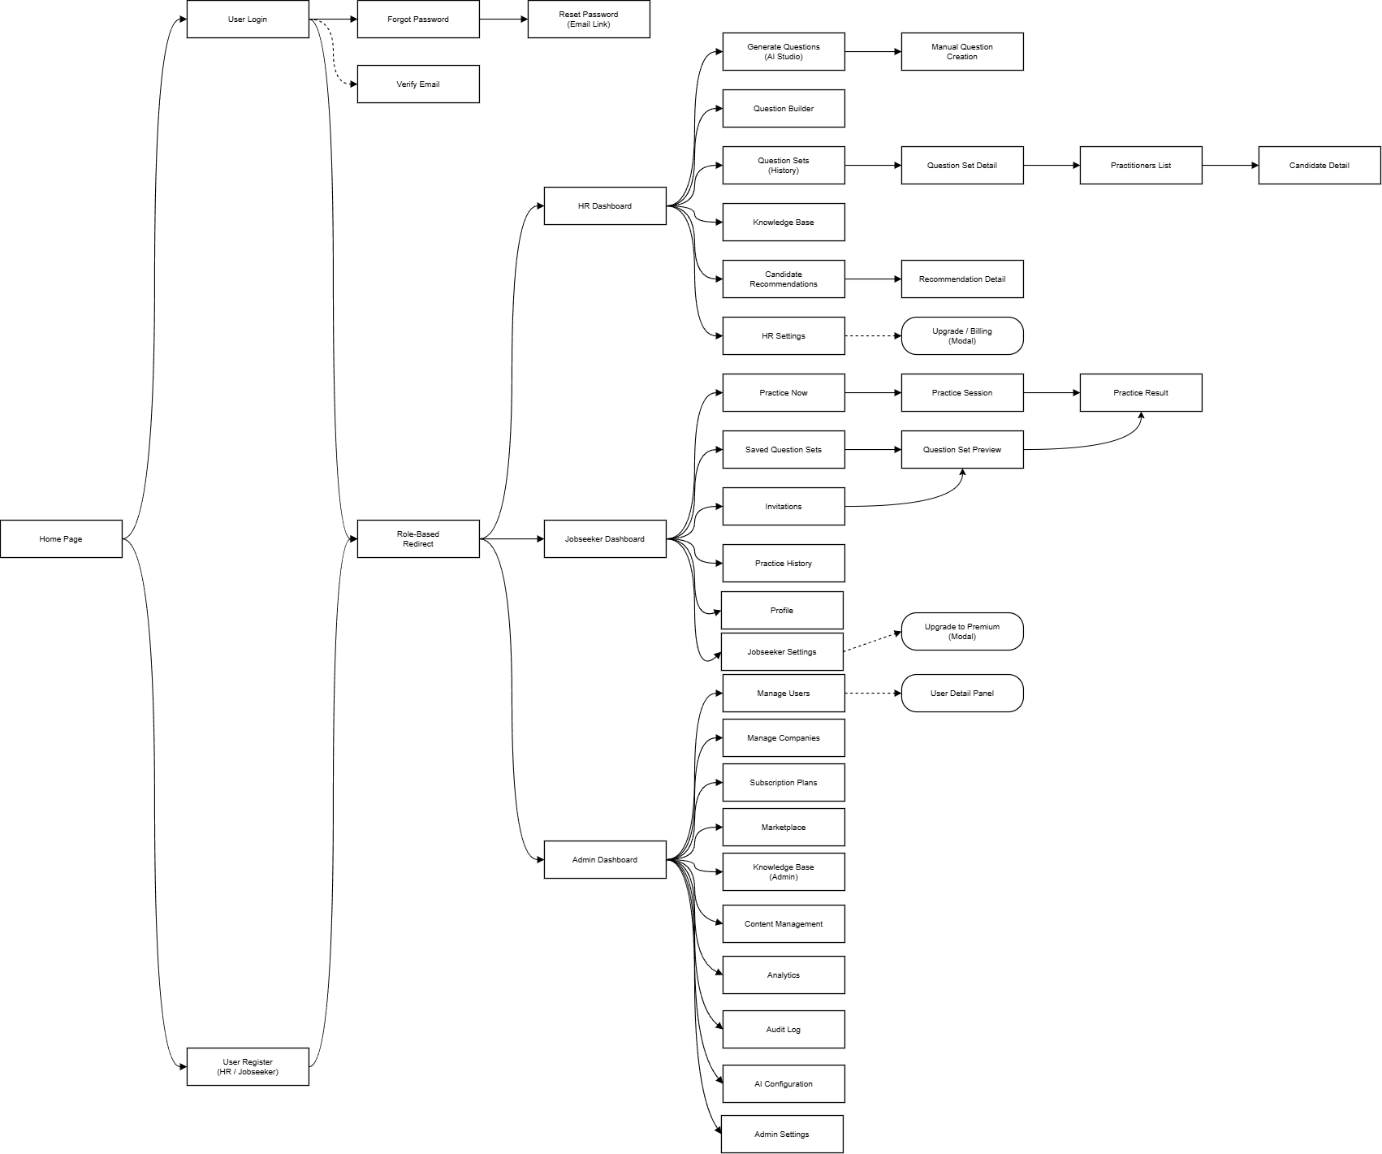 User Login
Forgot Password
Reset Password
(Email Link)
Verify Email
Generate Questions
(AI Studio)
Manual Question
Creation
Question Builder
Question Sets
(History)
Question Set Detail
Practitioners List
Candidate Detail
HR Dashboard
Knowledge Base
Candidate
Recommendations
Recommendation Detail
HR Settings
Upgrade / Billing
(Modal)
Practice Now
Practice Session
Practice Result
Saved Question Sets
Question Set Preview
Invitations
Home Page
Role-Based
Redirect
Jobseeker Dashboard
Practice History
Profile
Jobseeker Settings
Upgrade to Premium
(Modal)
Manage Users
User Detail Panel
Manage Companies
Subscription Plans
Marketplace
Admin Dashboard
Knowledge Base
(Admin)
Content Management
Analytics
Audit Log
User Register
(HR / Jobseeker)
AI Configuration
Admin Settings